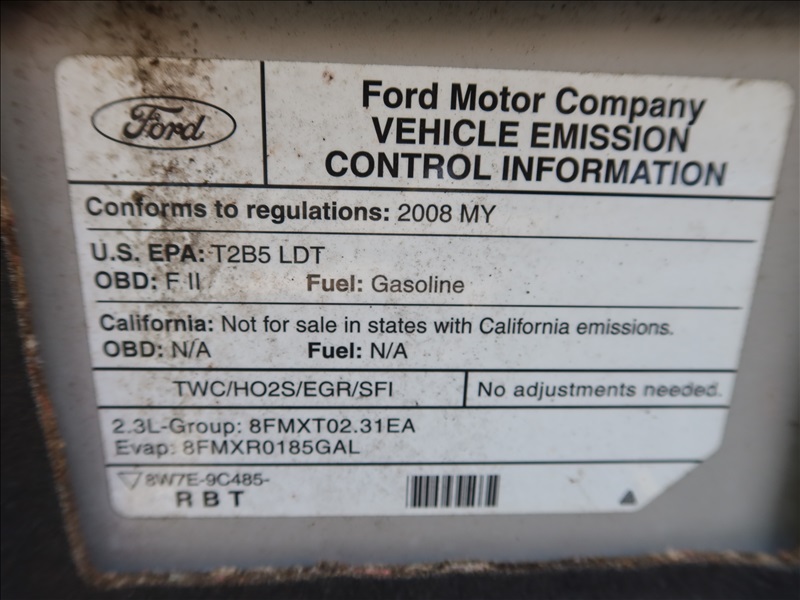 Ford
Ford Motor Company
VEHICLE EMISSION
CONTROL INFORMATION
Conforms to regulations: 2008 MY
U.S. EPA: T2B5 LDT
OBD: F II Fuel: Gasoline
California: Not for sale in states with California emissions.
OBD: N/A Fuel: N/A
TWC/HO2S/EGR/SFI No adjustments needed.
2.3L-Group: 8FMXT02.31EA
Evap: 8FMXR0185GAL
8W7E-9C485-
R B T